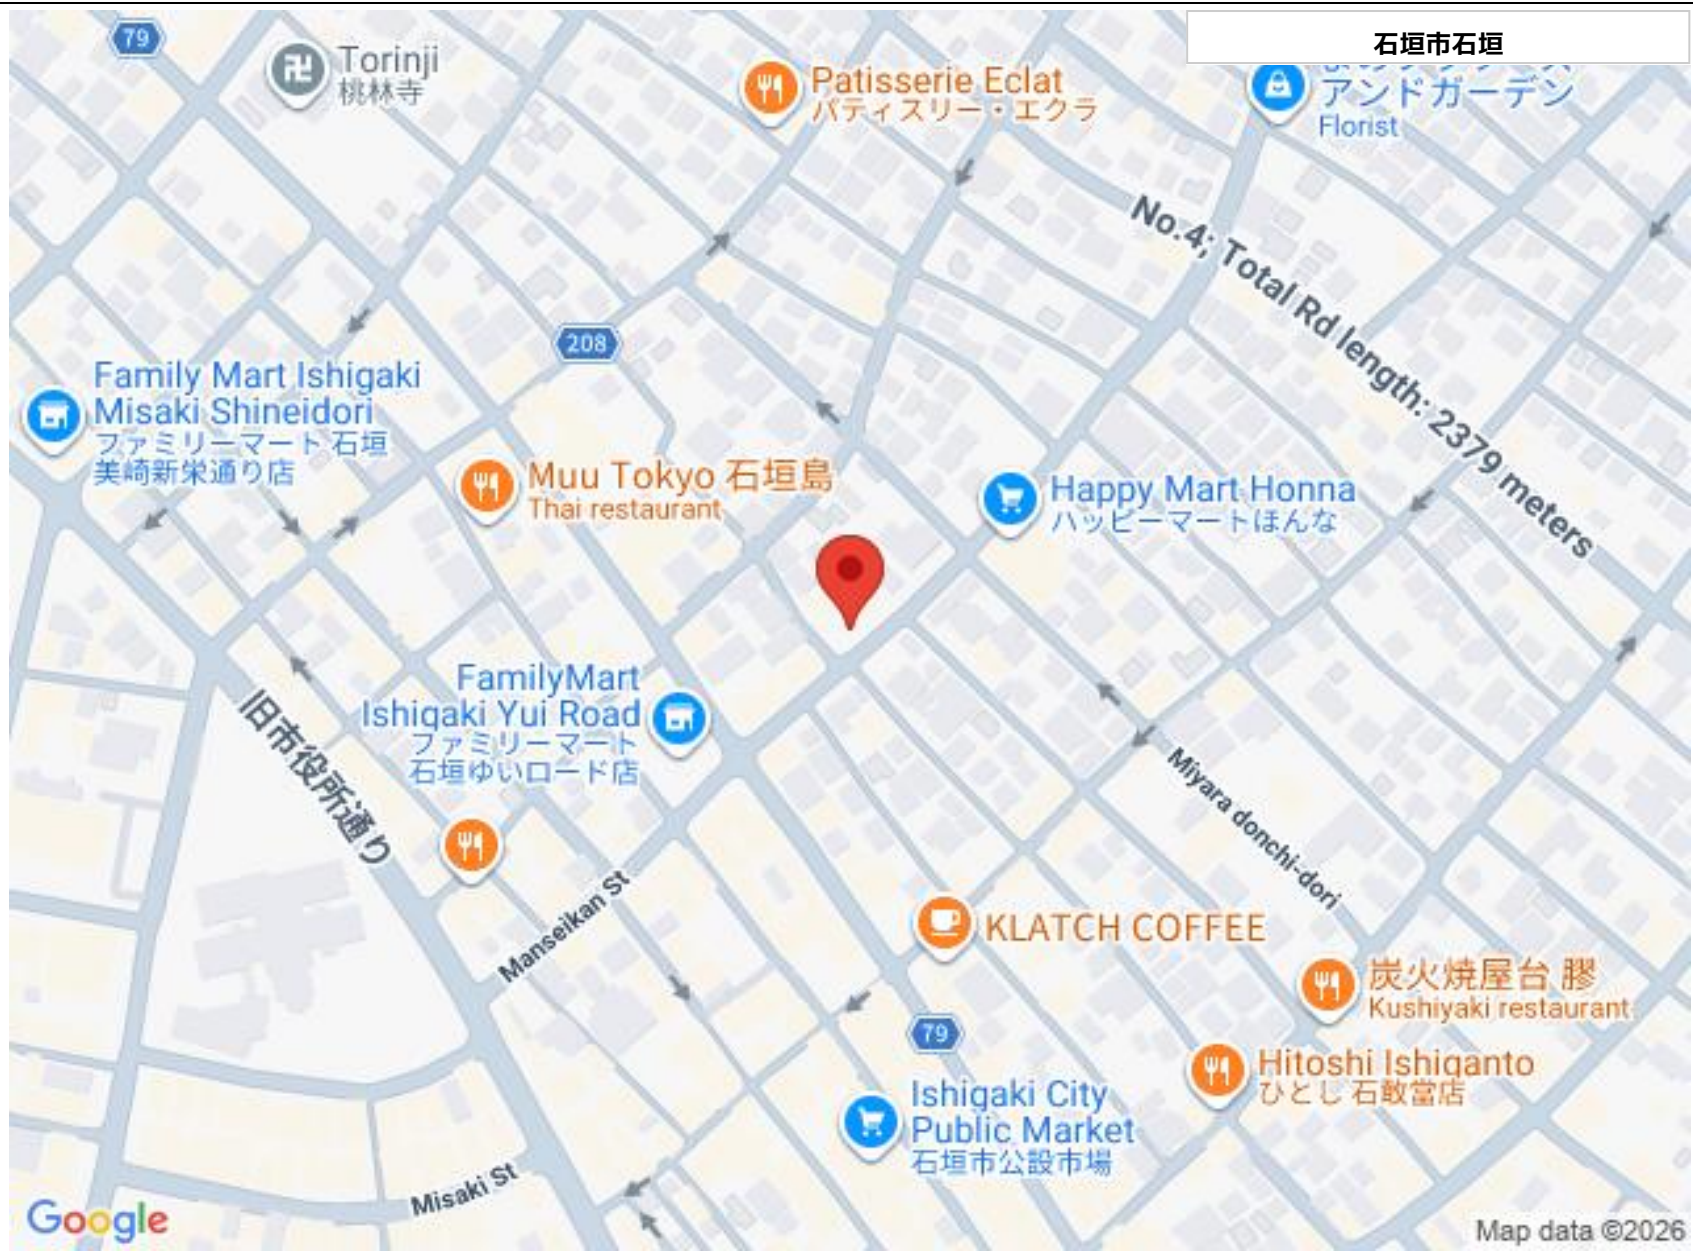 石垣市石垣
79
Torinji
桃林寺
Patisserie Eclat
パティスリー・エクラ
アンドガーデン
Florist
No.4; Total Rd length: 2379 meters
208
Family Mart Ishigaki
Misaki Shineidori
ファミリーマート 石垣
美崎新栄通り店
Muu Tokyo 石垣島
Thai restaurant
Happy Mart Honna
ハッピーマートほんな
FamilyMart
Ishigaki Yui Road
ファミリーマート
石垣ゆいロード店
旧市役所通り
Miyara donchi-dori
Manseikan St
KLATCH COFFEE
炭火焼屋台 膠
Kushiyaki restaurant
79
Hitoshi Ishiganto
ひとし 石敢當店
Ishigaki City
Public Market
石垣市公設市場
Misaki St
Google
Map data ©2026